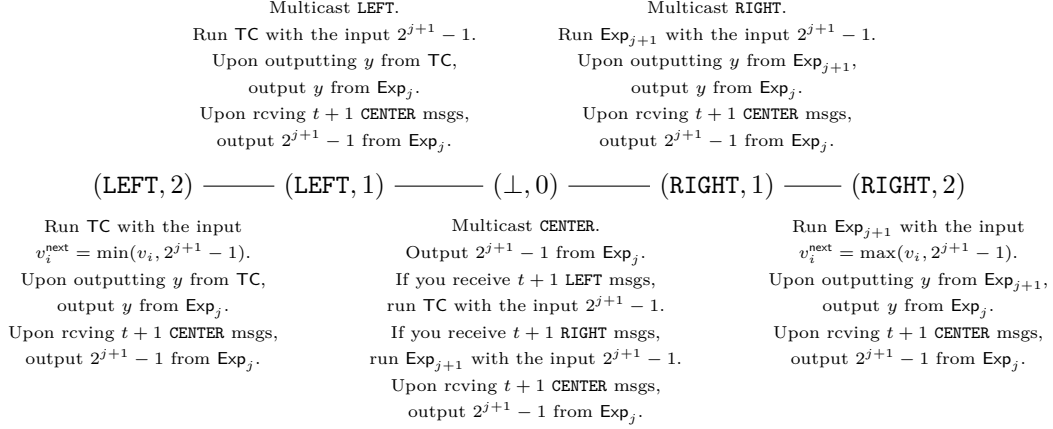 Multicast LEFT.
Run TC with the input 2^{j+1} − 1.
Upon outputting y from TC,
output y from Exp_j.
Upon rcving t + 1 CENTER msgs,
output 2^{j+1} − 1 from Exp_j.
Multicast RIGHT.
Run Exp_{j+1} with the input 2^{j+1} − 1.
Upon outputting y from Exp_{j+1},
output y from Exp_j.
Upon rcving t + 1 CENTER msgs,
output 2^{j+1} − 1 from Exp_j.
(LEFT, 2) —— (LEFT, 1) —— (⊥, 0) —— (RIGHT, 1) —— (RIGHT, 2)
Run TC with the input
v_i^{next} = min(v_i, 2^{j+1} − 1).
Upon outputting y from TC,
output y from Exp_j.
Upon rcving t + 1 CENTER msgs,
output 2^{j+1} − 1 from Exp_j.
Multicast CENTER.
Output 2^{j+1} − 1 from Exp_j.
If you receive t + 1 LEFT msgs,
run TC with the input 2^{j+1} − 1.
If you receive t + 1 RIGHT msgs,
run Exp_{j+1} with the input 2^{j+1} − 1.
Upon rcving t + 1 CENTER msgs,
output 2^{j+1} − 1 from Exp_j.
Run Exp_{j+1} with the input
v_i^{next} = max(v_i, 2^{j+1} − 1).
Upon outputting y from Exp_{j+1},
output y from Exp_j.
Upon rcving t + 1 CENTER msgs,
output 2^{j+1} − 1 from Exp_j.